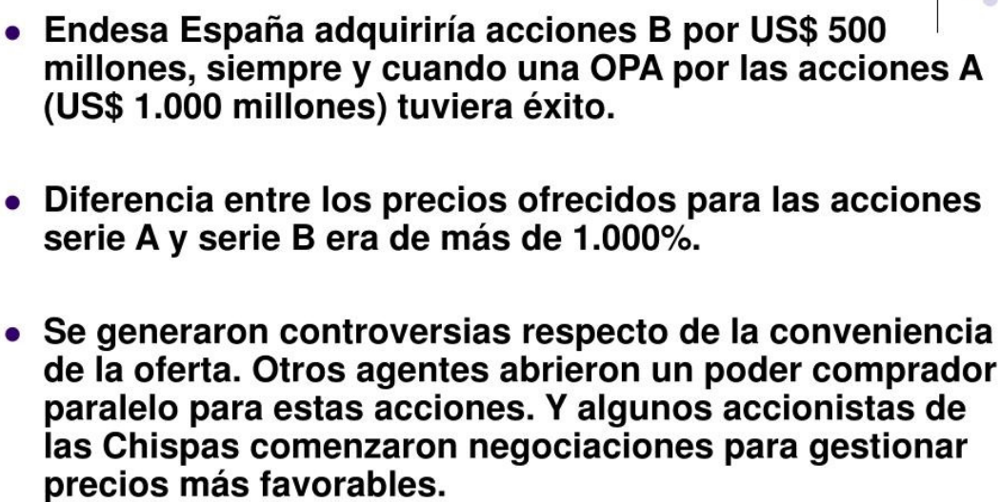 • Endesa España adquiriría acciones B por US$ 500
millones, siempre y cuando una OPA por las acciones A
(US$ 1.000 millones) tuviera éxito.
• Diferencia entre los precios ofrecidos para las acciones
serie A y serie B era de más de 1.000%.
• Se generaron controversias respecto de la conveniencia
de la oferta. Otros agentes abrieron un poder comprador
paralelo para estas acciones. Y algunos accionistas de
las Chispas comenzaron negociaciones para gestionar
precios más favorables.